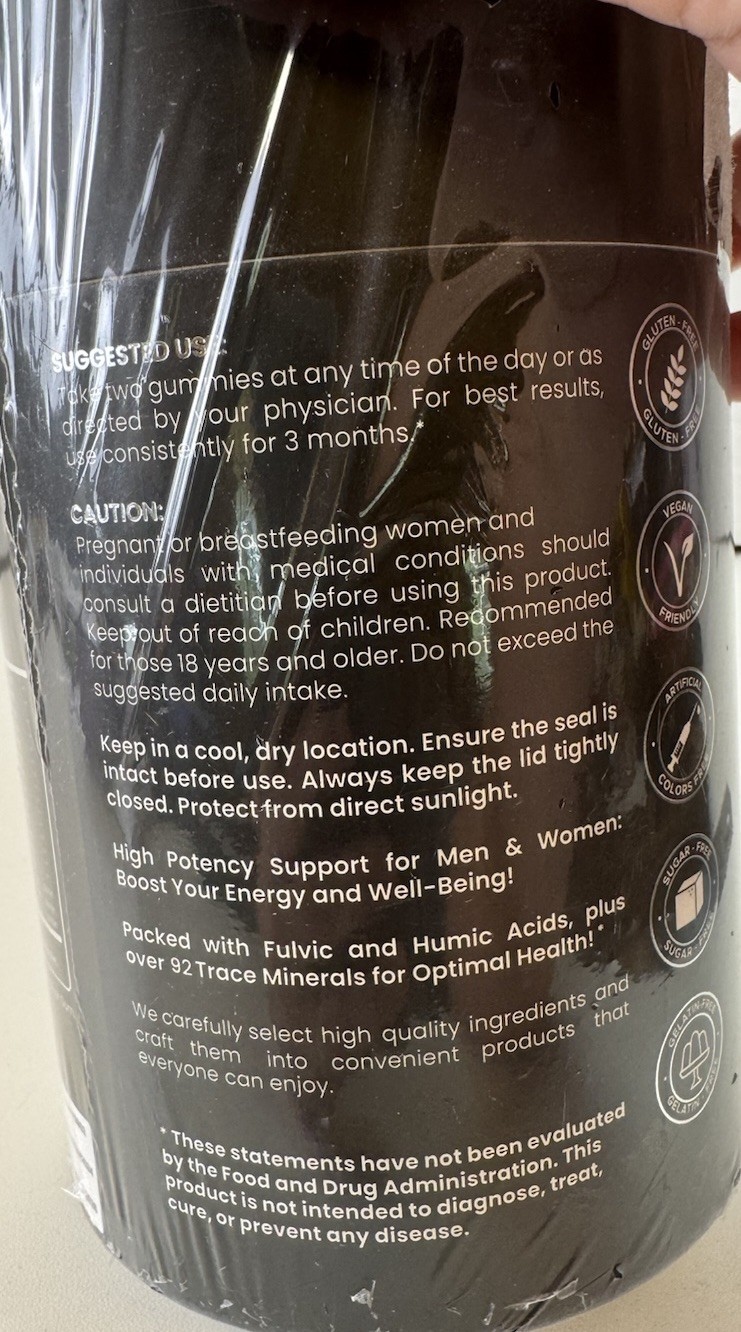 SUGGESTED USE:
Take two gummies at any time of the day or as
directed by your physician. For best results,
use consistently for 3 months.*
CAUTION:
Pregnant or breastfeeding women and
individuals with medical conditions should
consult a dietitian before using this product.
Keep out of reach of children. Recommended
for those 18 years and older. Do not exceed the
suggested daily intake.
Keep in a cool, dry location. Ensure the seal is
intact before use. Always keep the lid tightly
closed. Protect from direct sunlight.
High Potency Support for Men & Women:
Boost Your Energy and Well-Being!
Packed with Fulvic and Humic Acids, plus
over 92 Trace Minerals for Optimal Health!*
We carefully select high quality ingredients and
craft them into convenient products that
everyone can enjoy.
* These statements have not been evaluated
by the Food and Drug Administration. This
product is not intended to diagnose, treat,
cure, or prevent any disease.
GLUTEN-FREE
GLUTEN-FREE
VEGAN
FRIENDLY
ARTIFICIAL
COLORS FREE
SUGAR-FREE
SUGAR-FREE
GELATIN-FREE
GELATIN-FREE